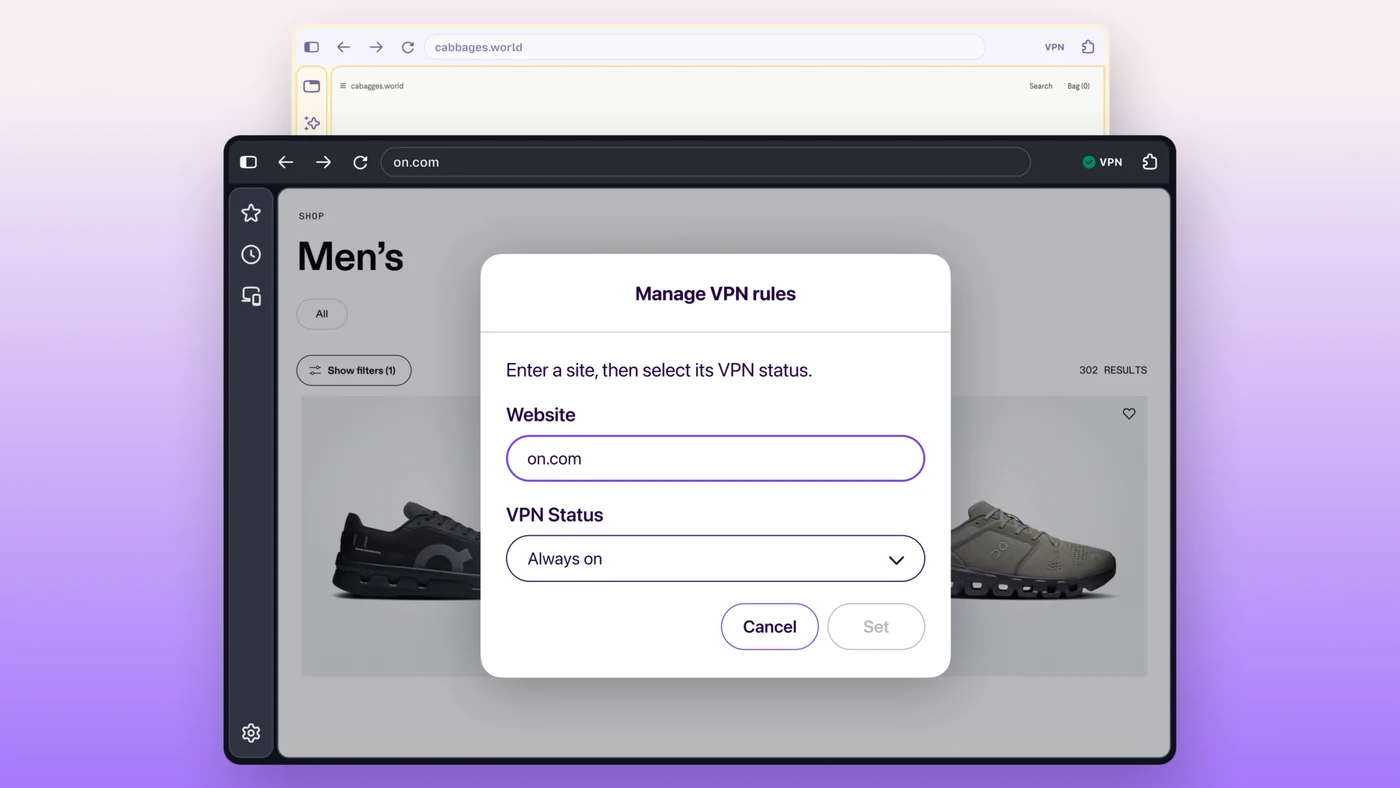 cabbages.world
VPN
cabagges.world
Search
Bag (0)
on.com
VPN
SHOP
Men’s
All
Show filters (1)
302 RESULTS
Manage VPN rules
Enter a site, then select its VPN status.
Website
on.com
VPN Status
Always on
Cancel
Set